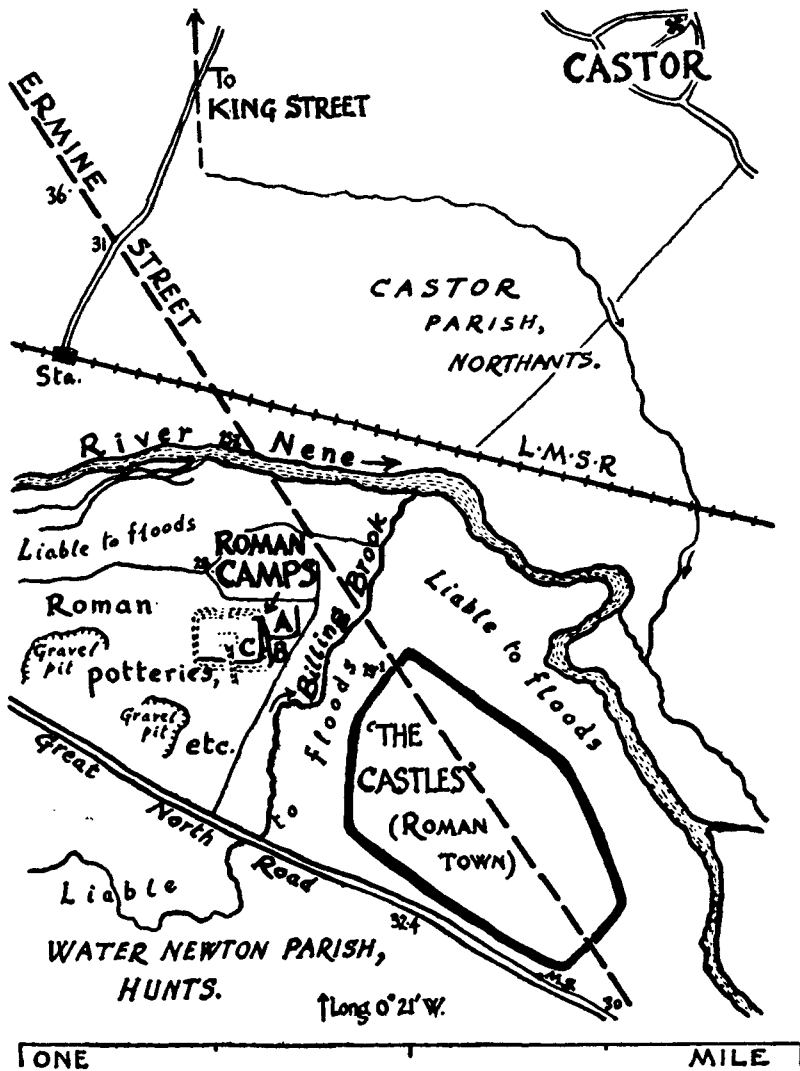 CASTOR
To
KING STREET
ERMINE STREET
36·
31
CASTOR
PARISH,
NORTHANTS.
Sta.
L·M·S·R
River Nene
Liable to floods
ROMAN
CAMPS
A
B
C
Roman
potteries,
etc.
Gravel
pit
Gravel
pit
Billing Brook
Liable to floods
'THE
CASTLES'
(ROMAN
TOWN)
Great North Road
Liable to floods
32·4
M.S.
30
WATER NEWTON PARISH,
HUNTS.
↑Long 0° 21' W.
ONE MILE